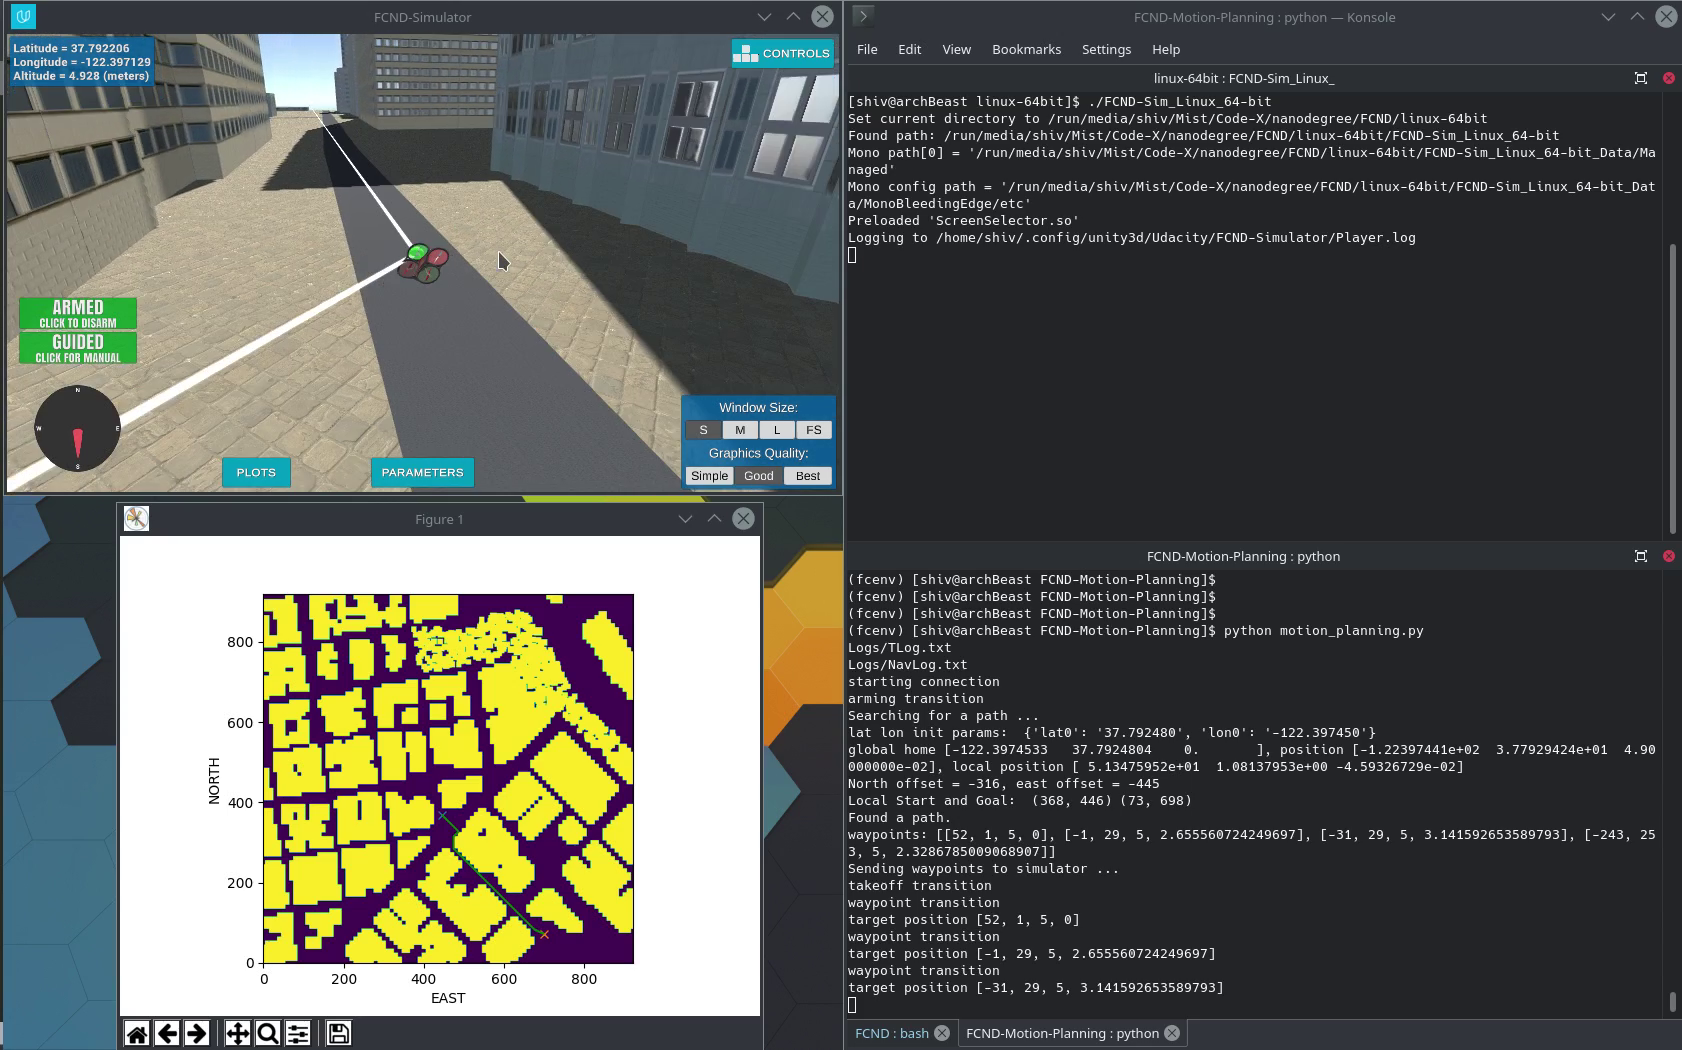 FCND-Simulator
Latitude = 37.792206
Longitude = -122.397129
Altitude = 4.928 (meters)
CONTROLS
ARMED
CLICK TO DISARM
GUIDED
CLICK FOR MANUAL
N
W
E
S
PLOTS
PARAMETERS
Window Size:
S M L FS
Graphics Quality:
Simple Good Best
Figure 1
800
600
400
200
0
NORTH
0 200 400 600 800
EAST
FCND-Motion-Planning : python — Konsole
File Edit View Bookmarks Settings Help
linux-64bit : FCND-Sim_Linux_
[shiv@archBeast linux-64bit]$ ./FCND-Sim_Linux_64-bit
Set current directory to /run/media/shiv/Mist/Code-X/nanodegree/FCND/linux-64bit
Found path: /run/media/shiv/Mist/Code-X/nanodegree/FCND/linux-64bit/FCND-Sim_Linux_64-bit
Mono path[0] = '/run/media/shiv/Mist/Code-X/nanodegree/FCND/linux-64bit/FCND-Sim_Linux_64-bit_Data/Ma
naged'
Mono config path = '/run/media/shiv/Mist/Code-X/nanodegree/FCND/linux-64bit/FCND-Sim_Linux_64-bit_Dat
a/MonoBleedingEdge/etc'
Preloaded 'ScreenSelector.so'
Logging to /home/shiv/.config/unity3d/Udacity/FCND-Simulator/Player.log
FCND-Motion-Planning : python
(fcenv) [shiv@archBeast FCND-Motion-Planning]$
(fcenv) [shiv@archBeast FCND-Motion-Planning]$
(fcenv) [shiv@archBeast FCND-Motion-Planning]$
(fcenv) [shiv@archBeast FCND-Motion-Planning]$ python motion_planning.py
Logs/TLog.txt
Logs/NavLog.txt
starting connection
arming transition
Searching for a path ...
lat lon init params:  {'lat0': '37.792480', 'lon0': '-122.397450'}
global home [-122.3974533   37.7924804    0.       ], position [-1.22397441e+02  3.77929424e+01  4.90
000000e-02], local position [ 5.13475952e+01  1.08137953e+00 -4.59326729e-02]
North offset = -316, east offset = -445
Local Start and Goal:  (368, 446) (73, 698)
Found a path.
waypoints: [[52, 1, 5, 0], [-1, 29, 5, 2.655560724249697], [-31, 29, 5, 3.141592653589793], [-243, 25
3, 5, 2.3286785009068907]]
Sending waypoints to simulator ...
takeoff transition
waypoint transition
target position [52, 1, 5, 0]
waypoint transition
target position [-1, 29, 5, 2.655560724249697]
waypoint transition
target position [-31, 29, 5, 3.141592653589793]
FCND : bash
FCND-Motion-Planning : python